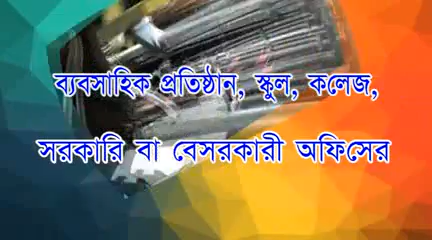 ব্যবসাহিক প্রতিষ্ঠান, স্কুল, কলেজ,
সরকারি বা বেসরকারী অফিসের